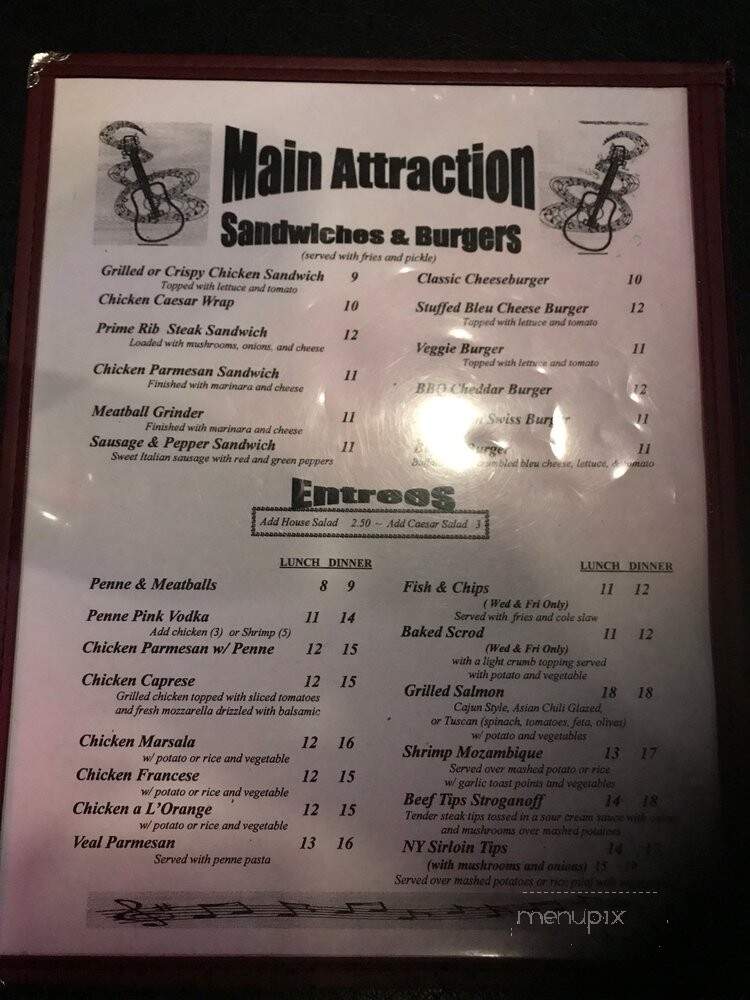 Main Attraction
Sandwiches & Burgers
(served with fries and pickle)
Grilled or Crispy Chicken Sandwich 9
Topped with lettuce and tomato
Chicken Caesar Wrap 10
Prime Rib Steak Sandwich 12
Loaded with mushrooms, onions, and cheese
Chicken Parmesan Sandwich 11
Finished with marinara and cheese
Meatball Grinder 11
Finished with marinara and cheese
Sausage & Pepper Sandwich 11
Sweet Italian sausage with red and green peppers
Classic Cheeseburger 10
Stuffed Bleu Cheese Burger 12
Topped with lettuce and tomato
Veggie Burger 11
Topped with lettuce and tomato
BBQ Cheddar Burger 12
Swiss Burger 11
Burger 11
bleu cheese, lettuce, & tomato
Entrees
Add House Salad 2.50 ~ Add Caesar Salad 3
LUNCH DINNER
Penne & Meatballs 8 9
Penne Pink Vodka 11 14
Add chicken (3) or Shrimp (5)
Chicken Parmesan w/ Penne 12 15
Chicken Caprese 12 15
Grilled chicken topped with sliced tomatoes
and fresh mozzarella drizzled with balsamic
Chicken Marsala 12 16
w/ potato or rice and vegetable
Chicken Francese 12 15
w/ potato or rice and vegetable
Chicken a L'Orange 12 15
w/ potato or rice and vegetable
Veal Parmesan 13 16
Served with penne pasta
LUNCH DINNER
Fish & Chips 11 12
( Wed & Fri Only)
Served with fries and cole slaw
Baked Scrod 11 12
(Wed & Fri Only)
with a light crumb topping served
with potato and vegetable
Grilled Salmon 18 18
Cajun Style, Asian Chili Glazed,
or Tuscan (spinach, tomatoes, feta, olives)
w/ potato and vegetables
Shrimp Mozambique 13 17
Served over mashed potato or rice
w/ garlic toast points and vegetables
Beef Tips Stroganoff 14 18
Tender steak tips tossed in a sour cream sauce with
and mushrooms over mashed potatoes
NY Sirloin Tips 14
(with mushrooms and onions) 15
Served over mashed potatoes or rice
menupix